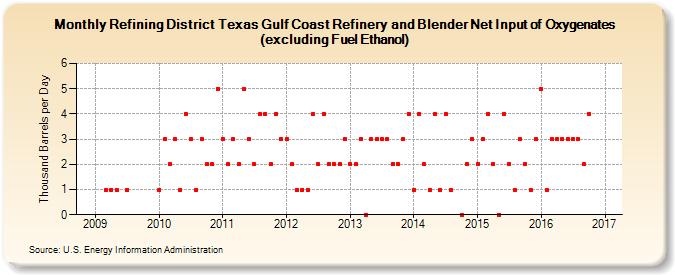 Monthly Refining District Texas Gulf Coast Refinery and Blender Net Input of Oxygenates
(excluding Fuel Ethanol)
Thousand Barrels per Day
6
5
4
3
2
1
0
2009 2010 2011 2012 2013 2014 2015 2016 2017
Source: U.S. Energy Information Administration